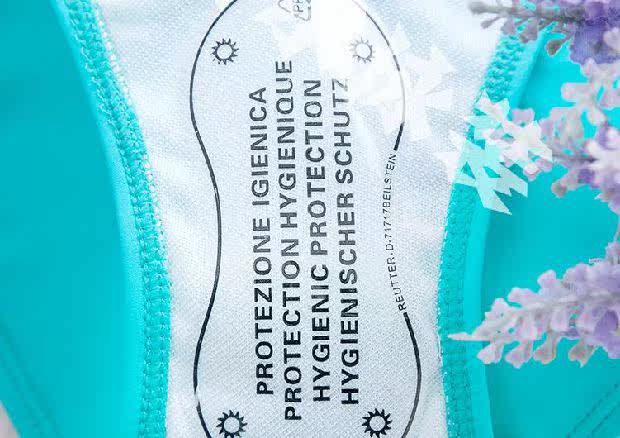 PROTEZIONE IGIENICA
PROTECTION HYGIENIQUE
HYGIENIC PROTECTION
HYGIENISCHER SCHUTZ
REUTTER-D-71717BEILSTEIN